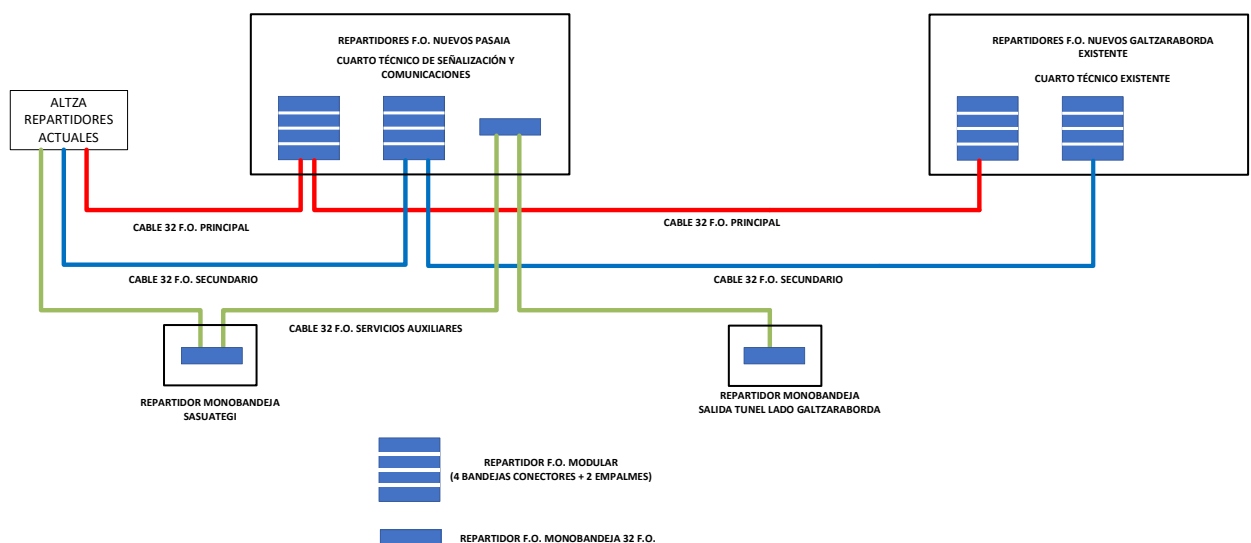 REPARTIDORES F.O. NUEVOS PASAIA
CUARTO TÉCNICO DE SEÑALIZACIÓN Y
COMUNICACIONES
REPARTIDORES F.O. NUEVOS GALTZARABORDA
EXISTENTE
CUARTO TÉCNICO EXISTENTE
ALTZA
REPARTIDORES
ACTUALES
CABLE 32 F.O. PRINCIPAL
CABLE 32 F.O. PRINCIPAL
CABLE 32 F.O. SECUNDARIO
CABLE 32 F.O. SECUNDARIO
CABLE 32 F.O. SERVICIOS AUXILIARES
REPARTIDOR MONOBANDEJA
SASUATEGI
REPARTIDOR MONOBANDEJA
SALIDA TUNEL LADO GALTZARABORDA
REPARTIDOR F.O. MODULAR
(4 BANDEJAS CONECTORES + 2 EMPALMES)
REPARTIDOR F.O. MONOBANDEJA 32 F.O.